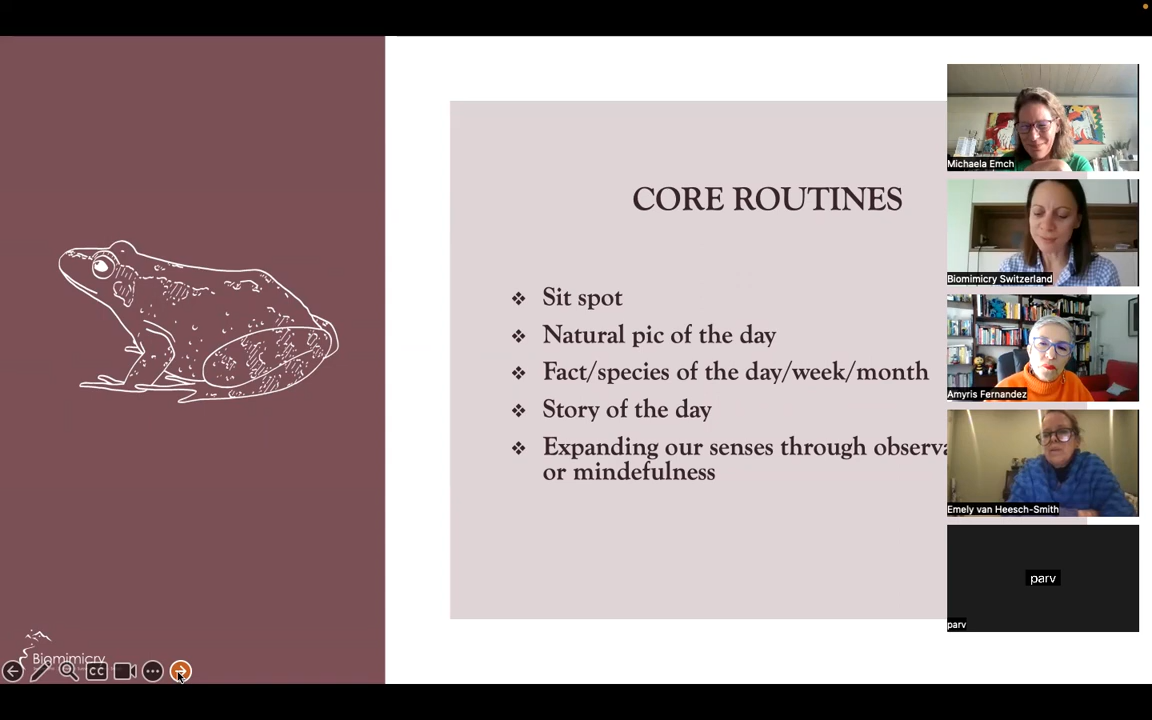 CORE ROUTINES
Sit spot
Natural pic of the day
Fact/species of the day/week/month
Story of the day
Expanding our senses through observa
or mindefulness
Michaela Emch
Biomimicry Switzerland
Amyris Fernandez
Emely van Heesch-Smith
parv
parv
Biomimicry
CC